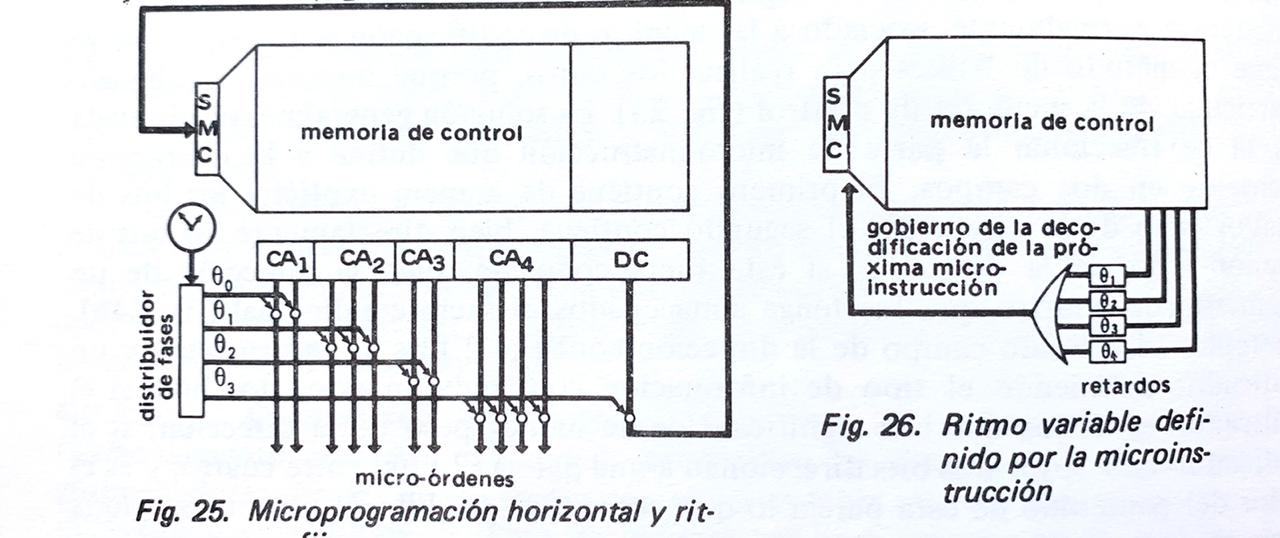 S
M
C
memoria de control
CA1 CA2 CA3 CA4 DC
distribuidor
de fases
θ0
θ1
θ2
θ3
micro-órdenes
Fig. 25. Microprogramación horizontal y rit-
S
M
C
memoria de control
gobierno de la deco-
dificación de la pró-
xima micro-
instrucción
θ1
θ2
θ3
θ4
retardos
Fig. 26. Ritmo variable defi-
nido por la microins-
trucción